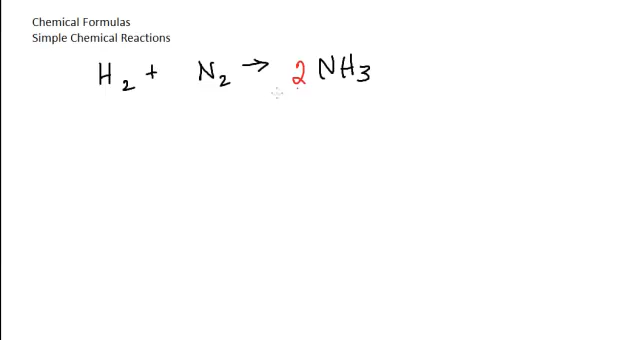 Chemical Formulas
Simple Chemical Reactions
H₂ + N₂ → 2 NH₃